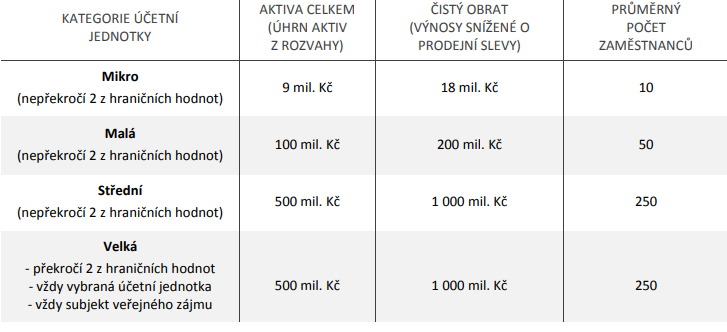 KATEGORIE ÚČETNÍ
JEDNOTKY
AKTIVA CELKEM
(ÚHRN AKTIV
Z ROZVAHY)
ČISTÝ OBRAT
(VÝNOSY SNÍŽENÉ O
PRODEJNÍ SLEVY)
PRŮMĚRNÝ
POČET
ZAMĚSTNANCŮ
Mikro
(nepřekročí 2 z hraničních hodnot)
9 mil. Kč
18 mil. Kč
10
Malá
(nepřekročí 2 z hraničních hodnot)
100 mil. Kč
200 mil. Kč
50
Střední
(nepřekročí 2 z hraničních hodnot)
500 mil. Kč
1 000 mil. Kč
250
Velká
- překročí 2 z hraničních hodnot
- vždy vybraná účetní jednotka
- vždy subjekt veřejného zájmu
500 mil. Kč
1 000 mil. Kč
250